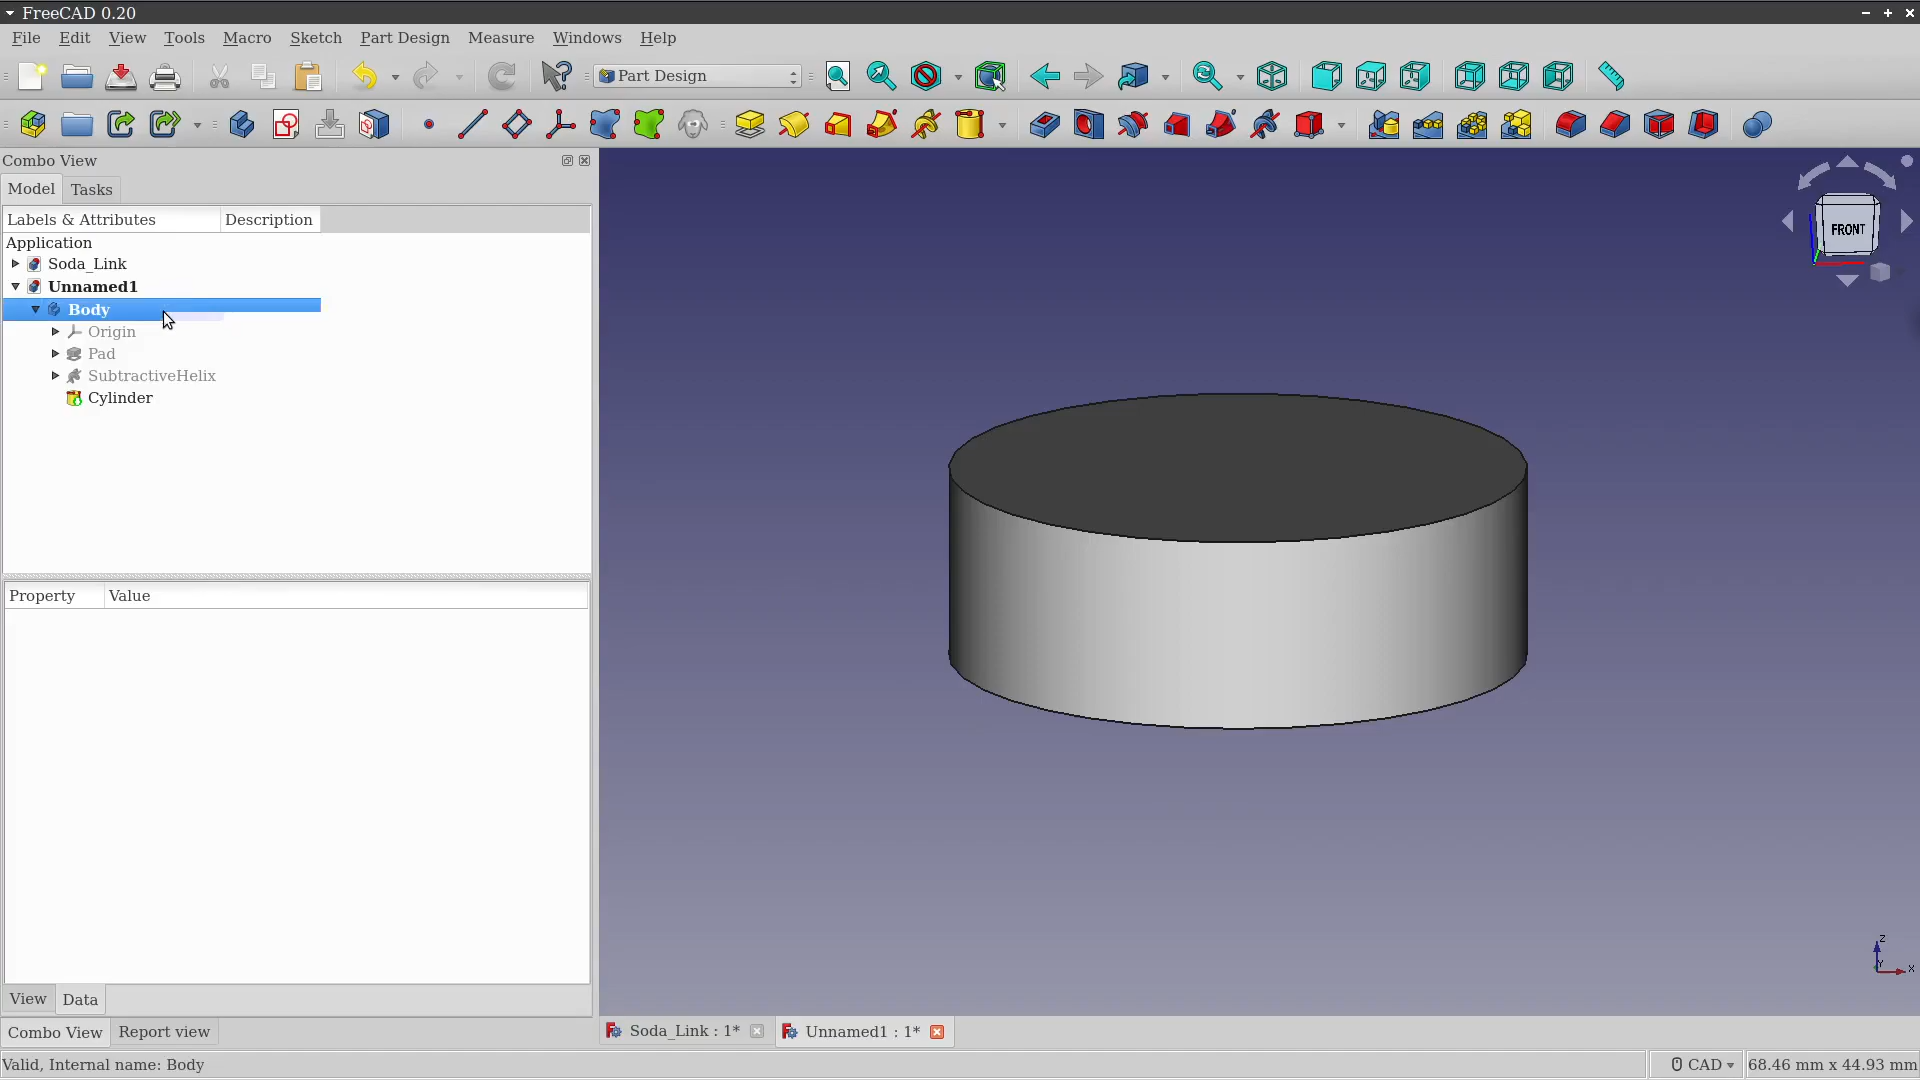 FreeCAD 0.20
File Edit View Tools Macro Sketch Part Design Measure Windows Help
Part Design
Combo View
Model Tasks
Labels & Attributes Description
Application
Soda_Link
Unnamed1
Body
Origin
Pad
SubtractiveHelix
Cylinder
FRONT
Property Value
Z
Y X
View Data
Combo View Report view
Soda_Link : 1* Unnamed1 : 1*
Valid, Internal name: Body
CAD 68.46 mm x 44.93 mm